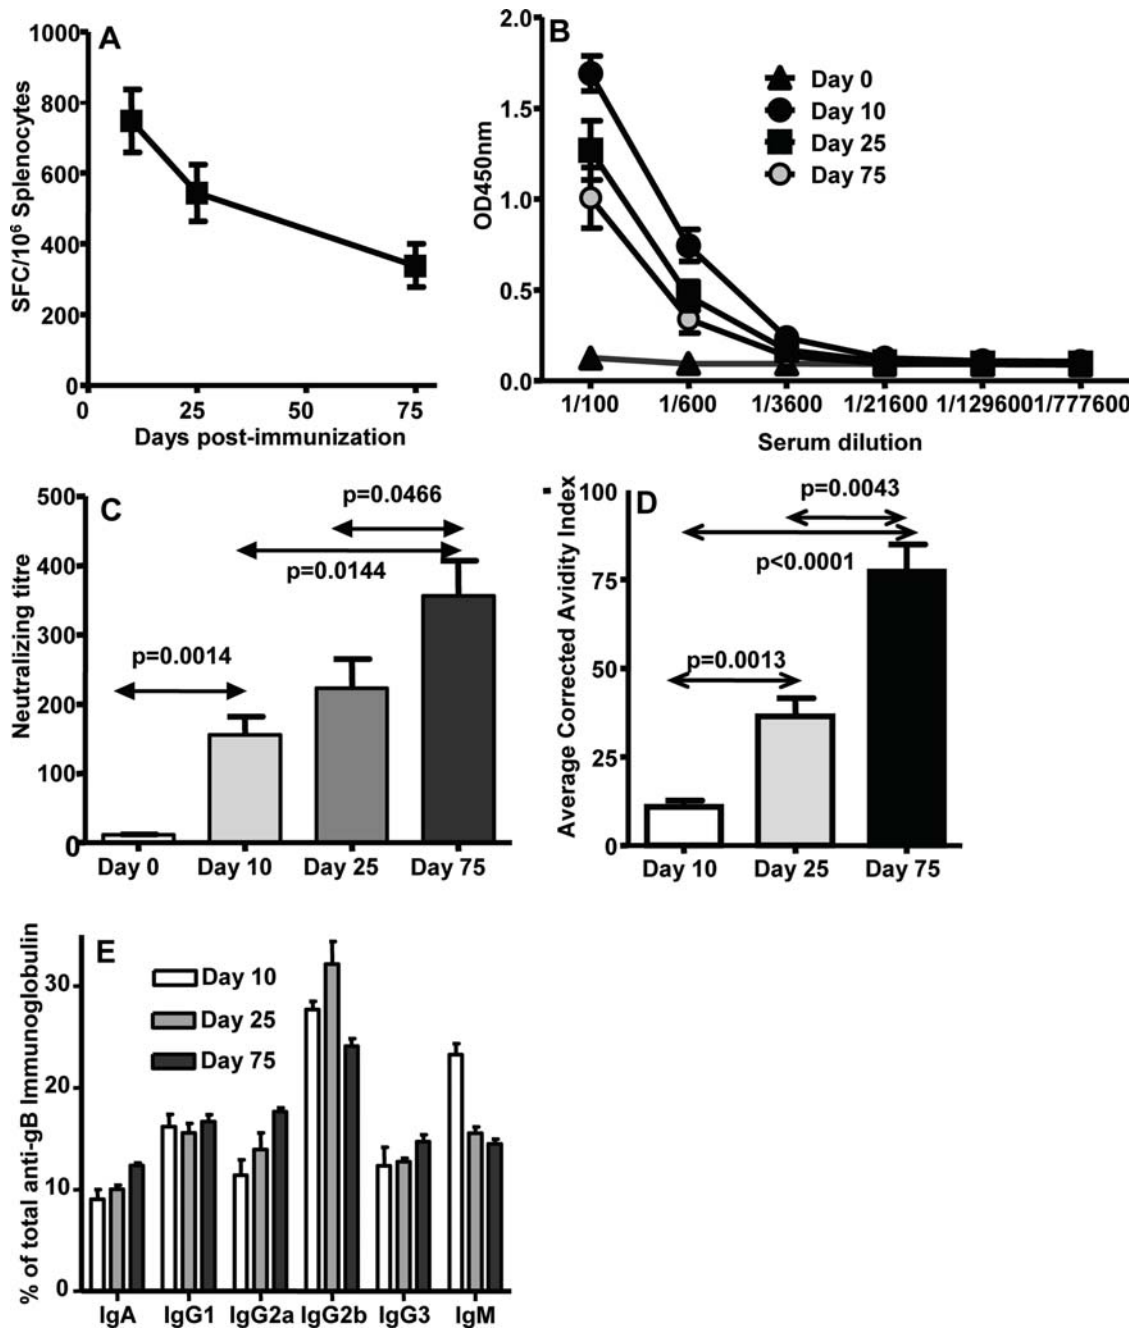 A
1000
800
600
400
200
0
SFC/10⁶ Splenocytes
0 25 50 75
Days post-immunization
B
2.0
1.5
1.0
0.5
0.0
OD450nm
Day 0
Day 10
Day 25
Day 75
1/100 1/600 1/3600 1/21600 1/129600 1/777600
Serum dilution
C
500
400
300
200
100
0
Neutralizing titre
p=0.0466
p=0.0144
p=0.0014
Day 0 Day 10 Day 25 Day 75
D
100
75
50
25
0
Average Corrected Avidity Index
p=0.0043
p<0.0001
p=0.0013
Day 10 Day 25 Day 75
E
30
20
10
0
% of total anti-gB Immunoglobulin
Day 10
Day 25
Day 75
IgA IgG1 IgG2a IgG2b IgG3 IgM